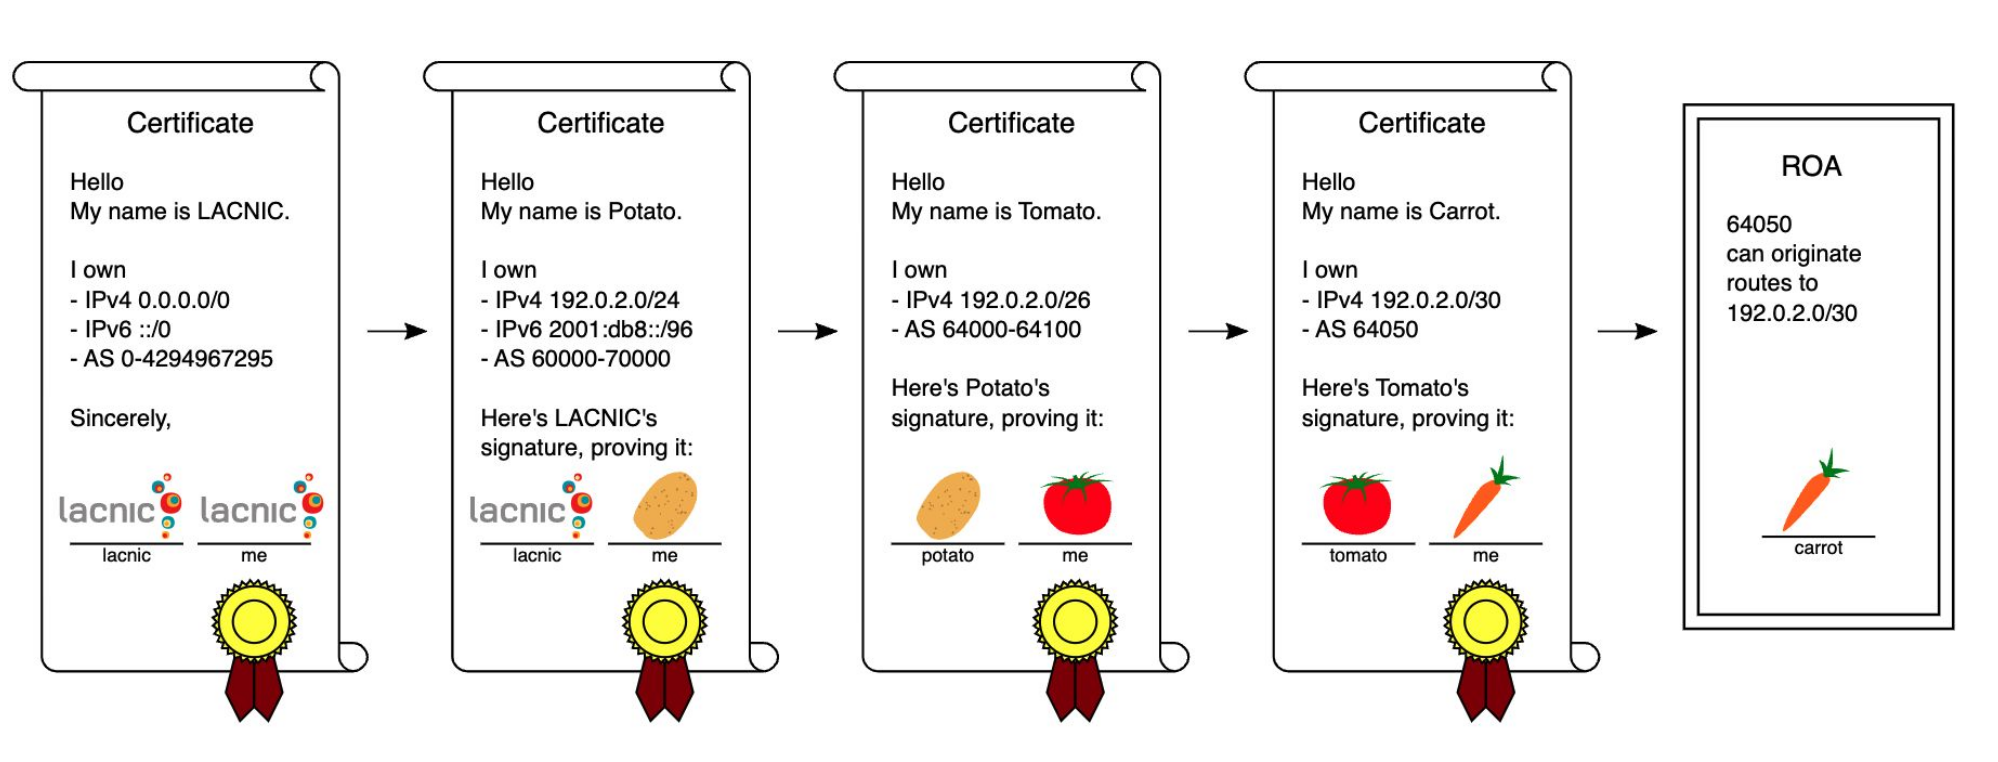 Certificate
Hello
My name is LACNIC.
I own
- IPv4 0.0.0.0/0
- IPv6 ::/0
- AS 0-4294967295
Sincerely,
lacnic lacnic
lacnic me
Certificate
Hello
My name is Potato.
I own
- IPv4 192.0.2.0/24
- IPv6 2001:db8::/96
- AS 60000-70000
Here's LACNIC's
signature, proving it:
lacnic
lacnic me
Certificate
Hello
My name is Tomato.
I own
- IPv4 192.0.2.0/26
- AS 64000-64100
Here's Potato's
signature, proving it:
potato me
Certificate
Hello
My name is Carrot.
I own
- IPv4 192.0.2.0/30
- AS 64050
Here's Tomato's
signature, proving it:
tomato me
ROA
64050
can originate
routes to
192.0.2.0/30
carrot